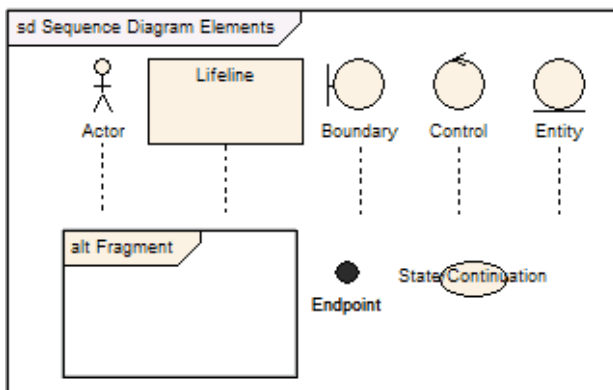 sd Sequence Diagram Elements
Lifeline
Actor
Boundary
Control
Entity
alt Fragment
State/Continuation
Endpoint